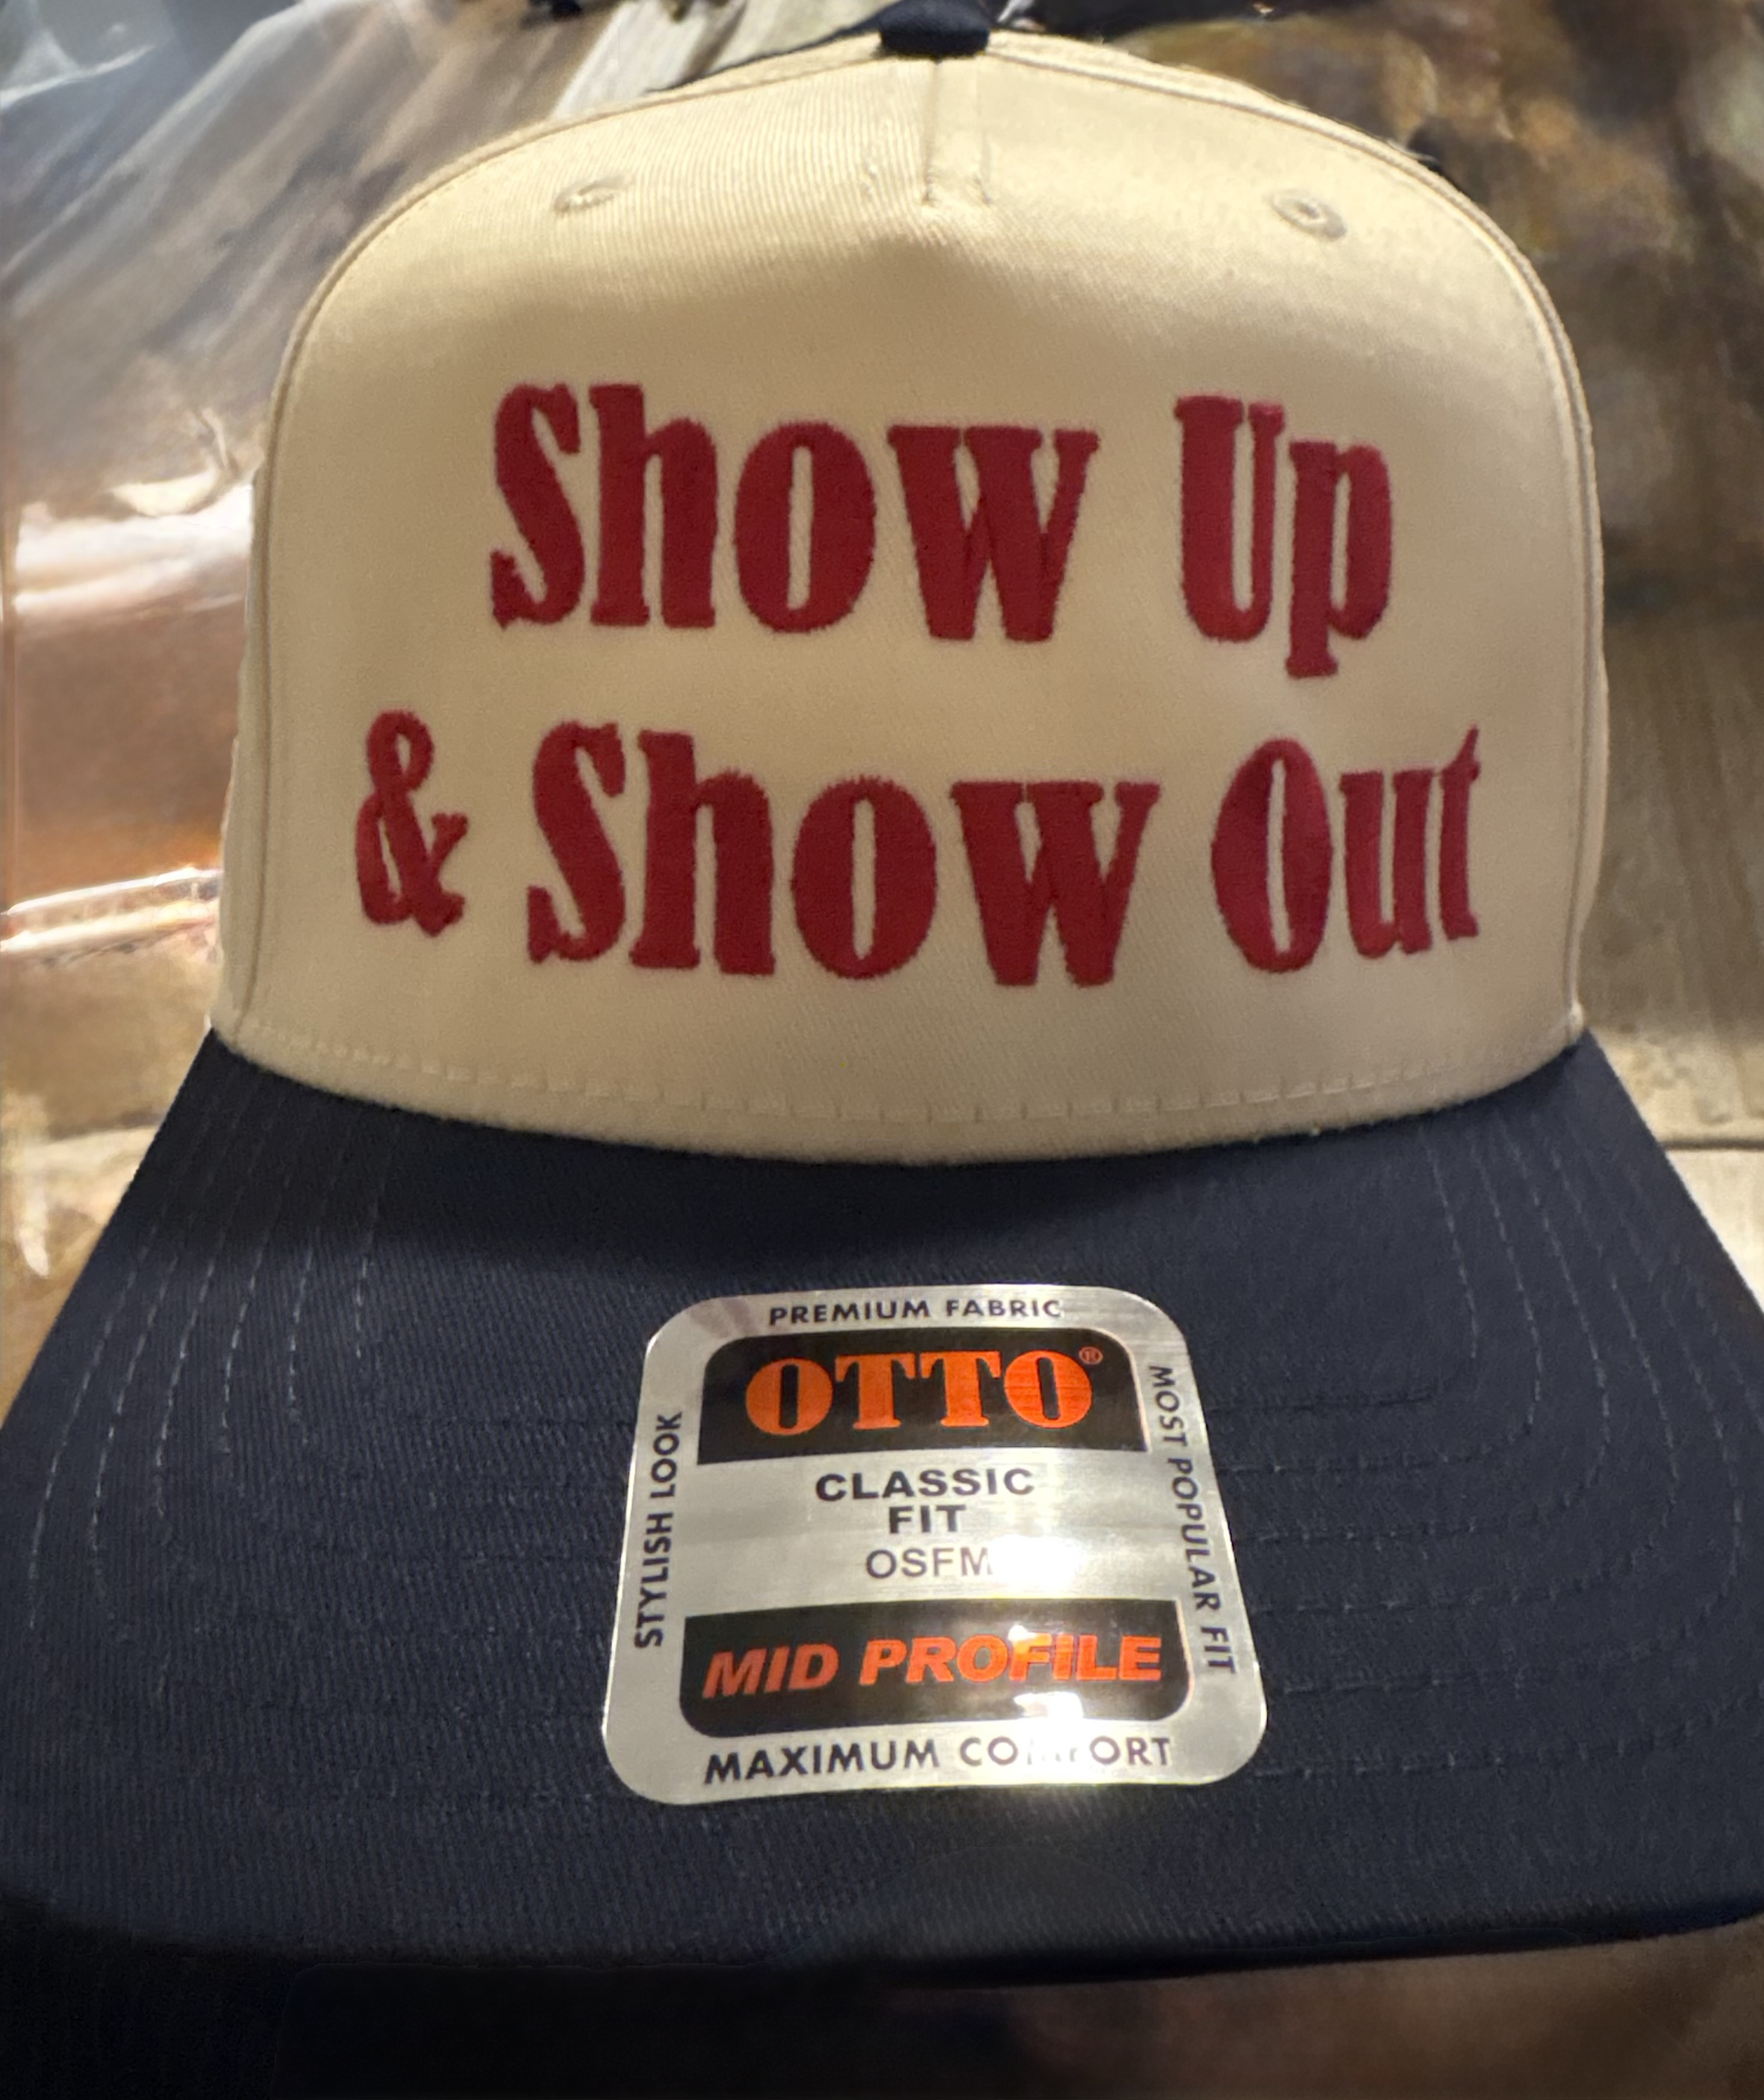 Show Up
& Show Out
PREMIUM FABRIC
OTTO®
CLASSIC
FIT
OSFM
MID PROFILE
MAXIMUM COMFORT
STYLISH LOOK
MOST POPULAR FIT